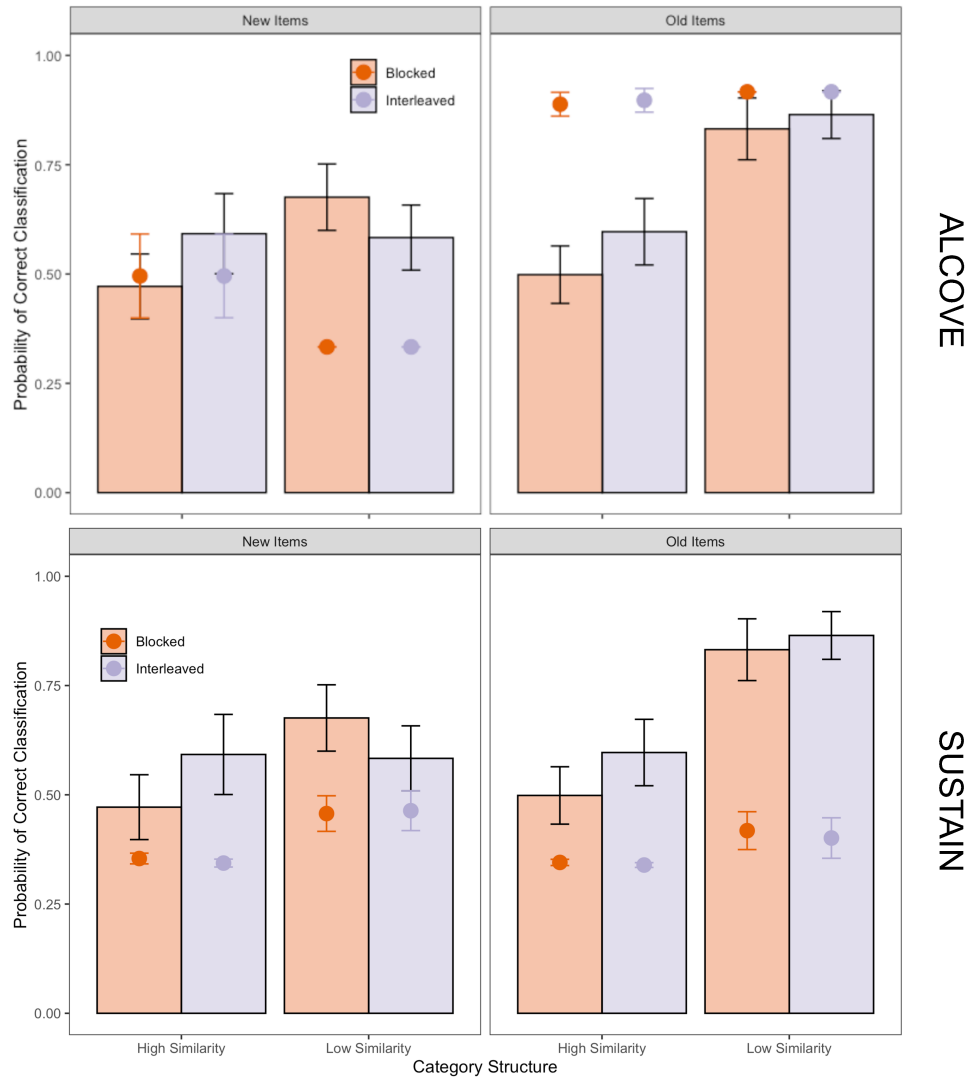 New Items
Old Items
1.00
0.75
0.50
0.25
0.00
Probability of Correct Classification
Blocked
Interleaved
ALCOVE
New Items
Old Items
1.00
0.75
0.50
0.25
0.00
Probability of Correct Classification
Blocked
Interleaved
SUSTAIN
High Similarity
Low Similarity
High Similarity
Low Similarity
Category Structure